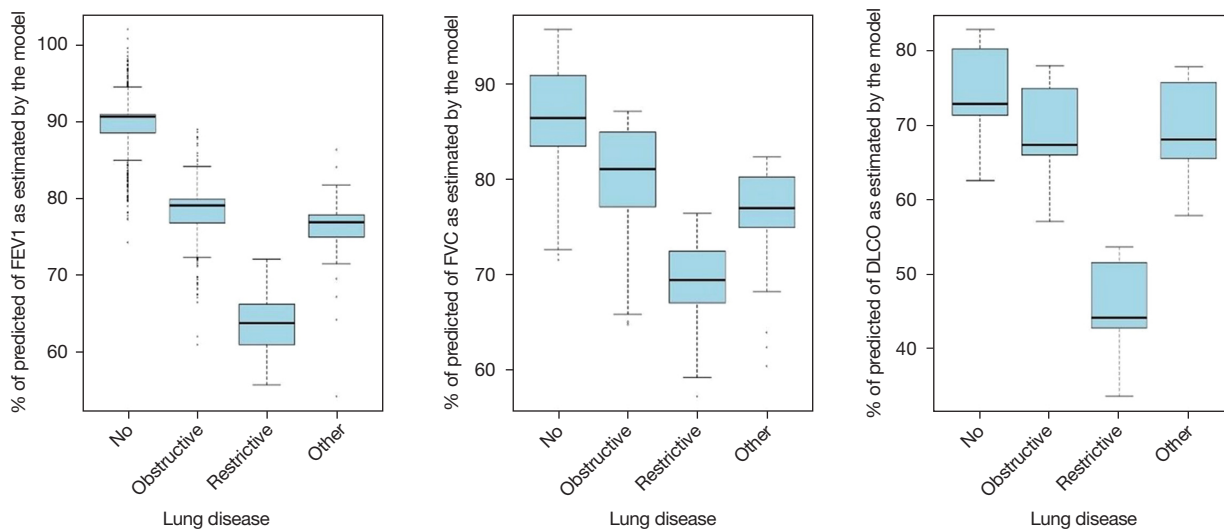 % of predicted of FEV1 as estimated by the model
100
90
80
70
60
No
Obstructive
Restrictive
Other
Lung disease
% of predicted of FVC as estimated by the model
90
80
70
60
No
Obstructive
Restrictive
Other
Lung disease
% of predicted of DLCO as estimated by the model
80
70
60
50
40
No
Obstructive
Restrictive
Other
Lung disease